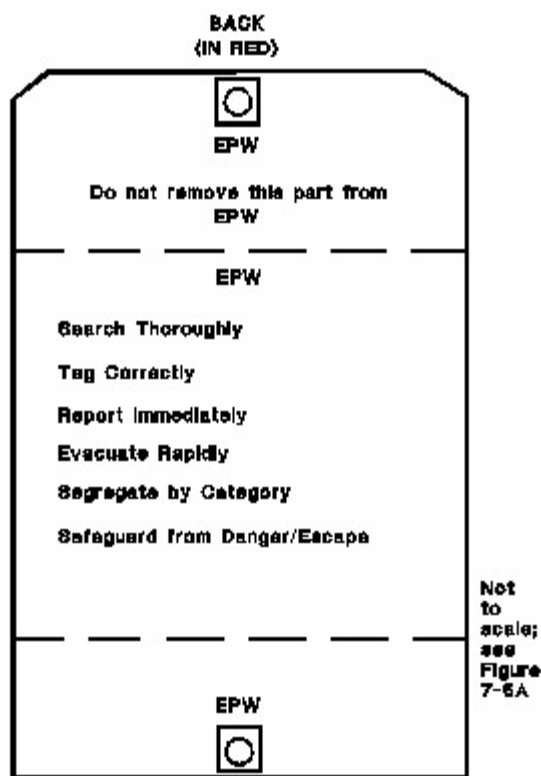 BACK
(IN RED)
EPW
Do not remove this part from
EPW
EPW
Search Thoroughly
Tag Correctly
Report Immediately
Evacuate Rapidly
Segregate by Category
Safeguard from Danger/Escape
Not
to
scale;
see
Figure
7-6A
EPW